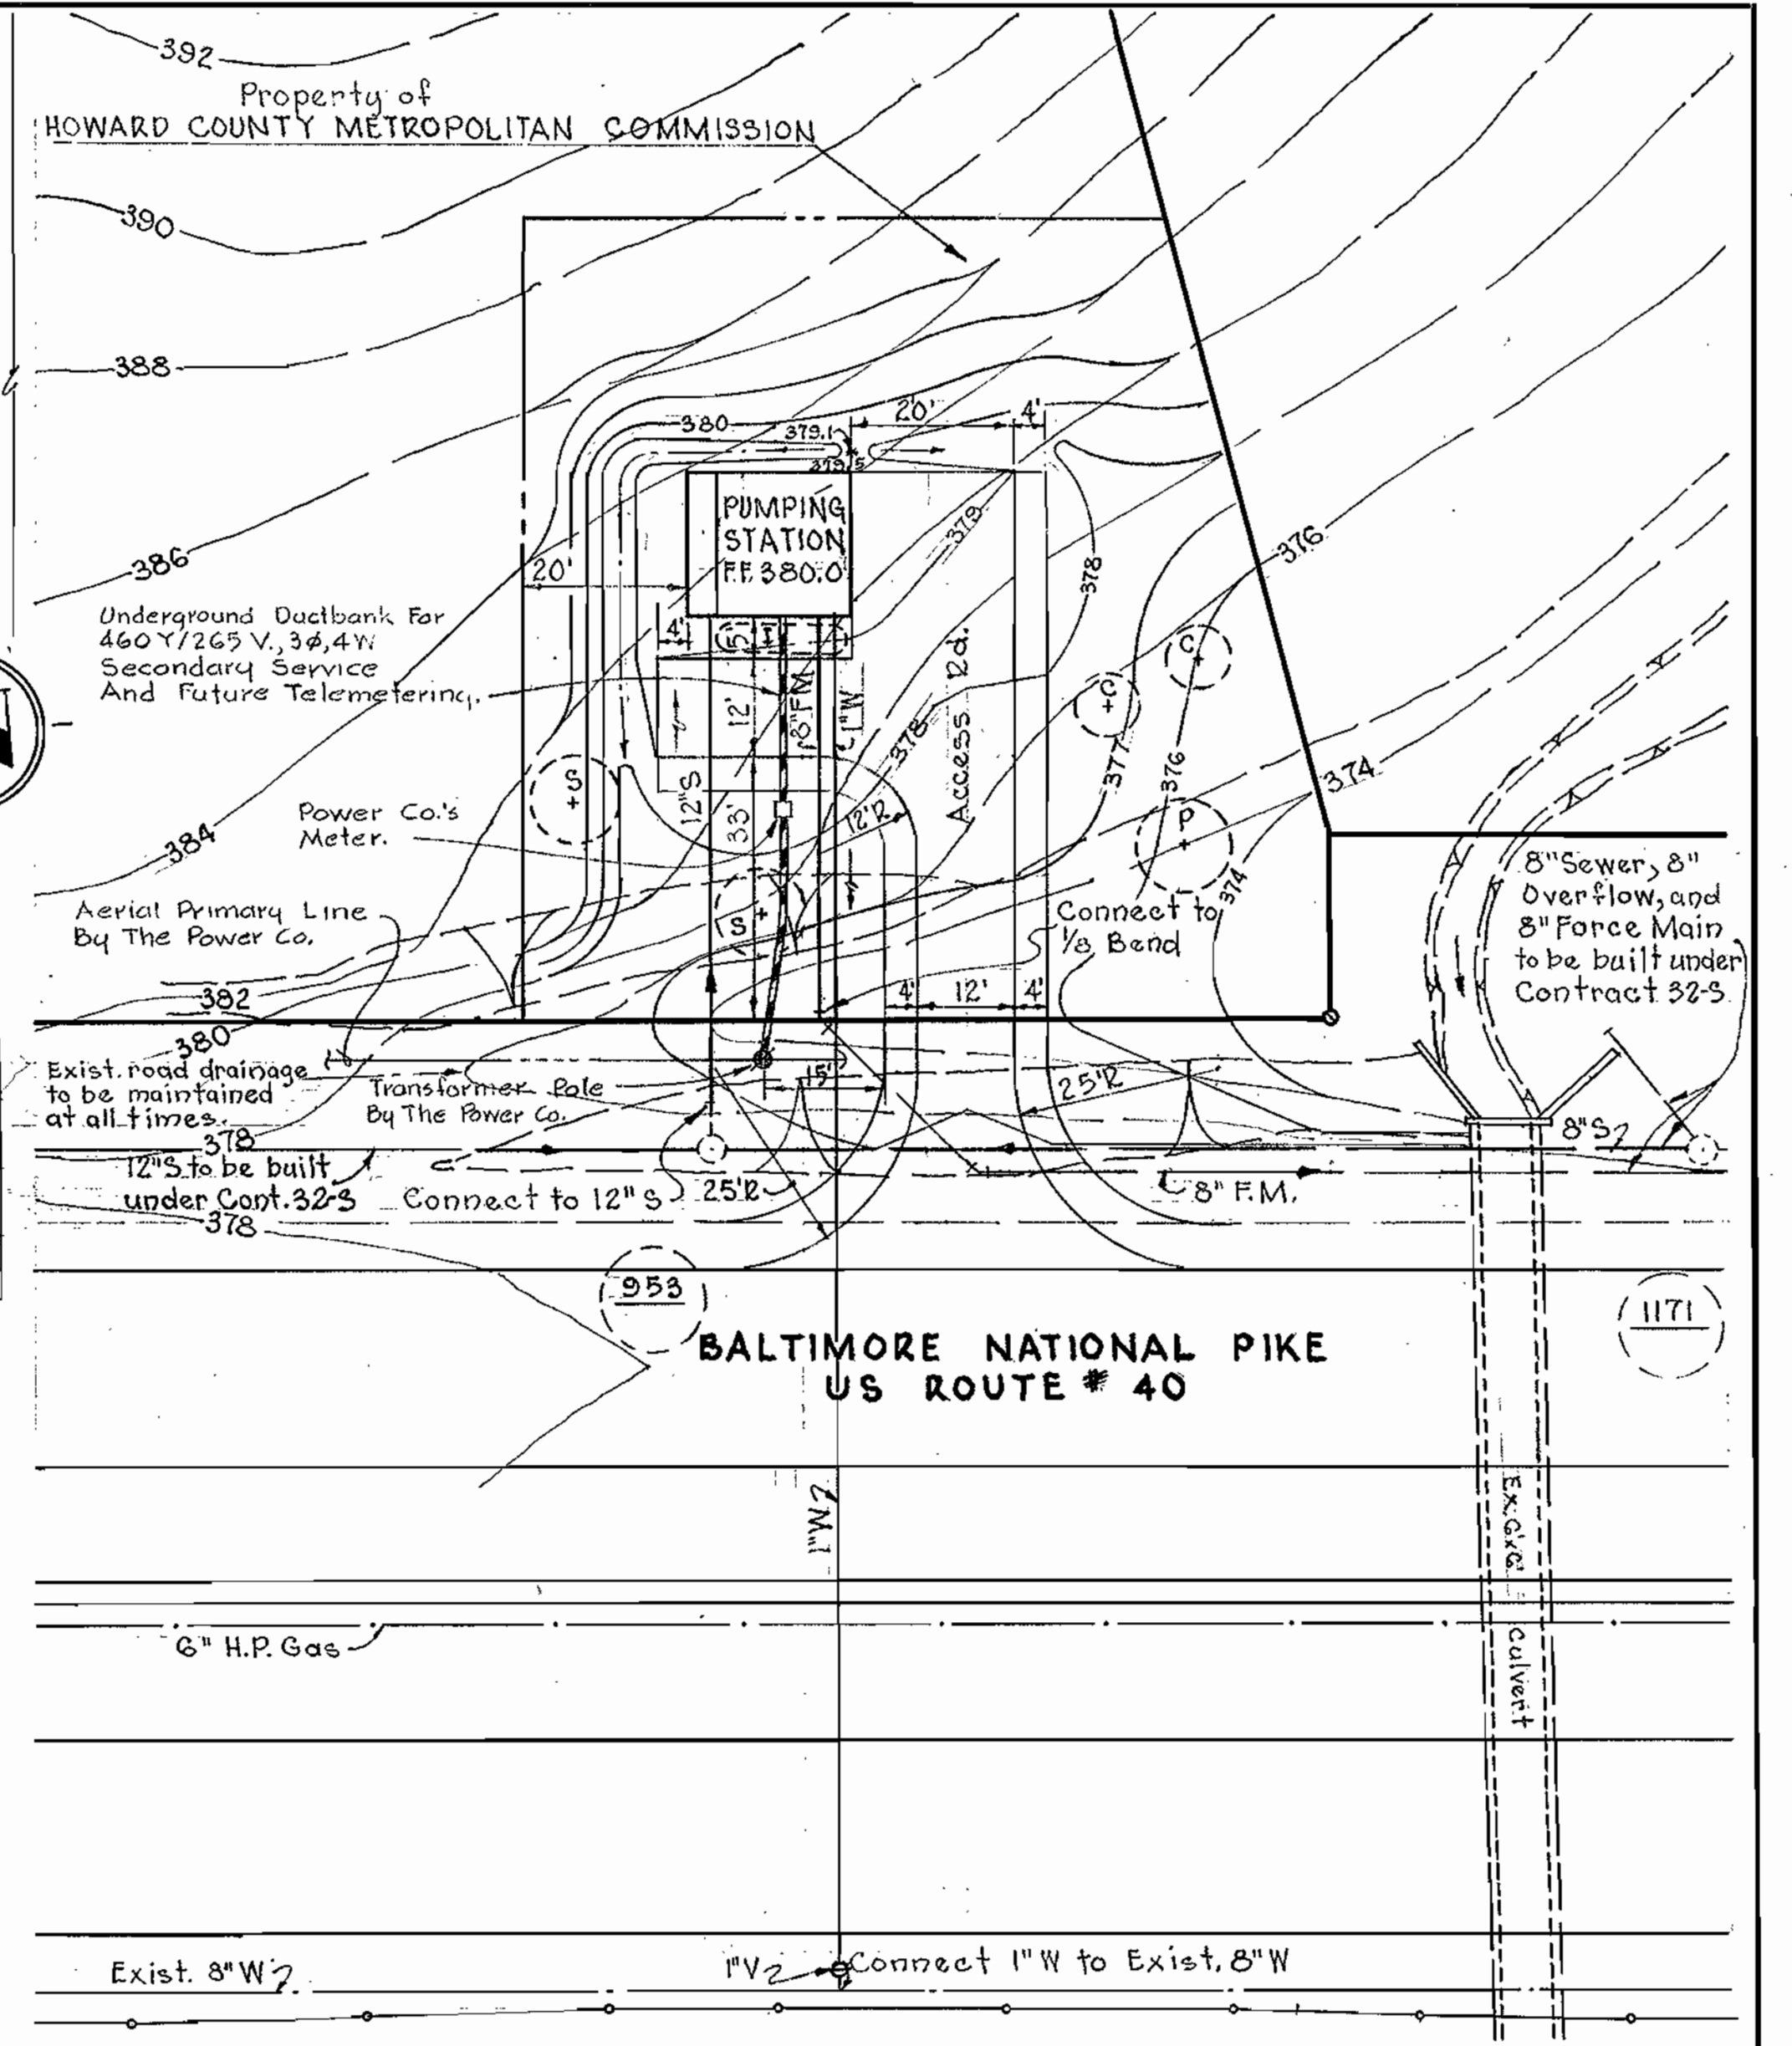 392
Property of
HOWARD COUNTY METROPOLITAN COMMISSION
390
388
380
379.1
379.5
20'
4'
PUMPING
STATION
F.F. 380.0
379
378
376
386
20'
4'
5'
Underground Ductbank For
460Y/265 V., 3Ø, 4W
Secondary Service
And Future Telemetering.
12'
8" F.M.
1" W
378
Access Rd.
C
C
377
376
374
S
12" S
33'
12' R
P
374
Power Co.'s
Meter.
384
8" Sewer, 8"
Overflow, and
8" Force Main
to be built under
Contract 32-S
Aerial Primary Line
By The Power Co.
S
Connect to
1/8 Bend
382
4'
12'
4'
380
Exist. road drainage
to be maintained
at all times.
Transformer Pole
By The Power Co.
15'
25'R
378
8" S
12" S to be built
under Cont. 32-S
Connect to 12" S
25'R
8" F.M.
378
953
1171
BALTIMORE NATIONAL PIKE
US ROUTE # 40
1" W
Ex. 6'x6' Culvert
6" H.P. Gas
Exist. 8" W
1" V
Connect 1" W to Exist. 8" W